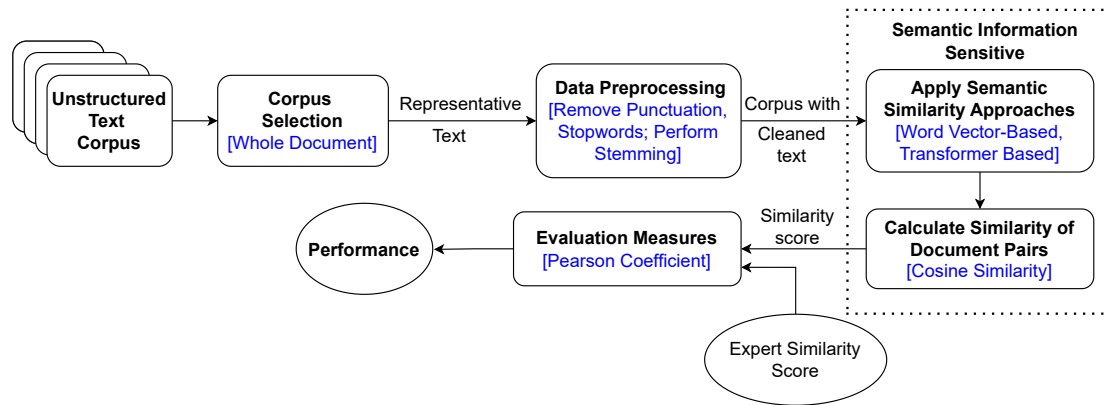 Semantic Information
Sensitive
Unstructured
Text
Corpus
Corpus
Selection
[Whole Document]
Representative
Text
Data Preprocessing
[Remove Punctuation,
Stopwords; Perform
Stemming]
Corpus with
Cleaned
text
Apply Semantic
Similarity Approaches
[Word Vector-Based,
Transformer Based]
Calculate Similarity of
Document Pairs
[Cosine Similarity]
Similarity
score
Evaluation Measures
[Pearson Coefficient]
Performance
Expert Similarity
Score